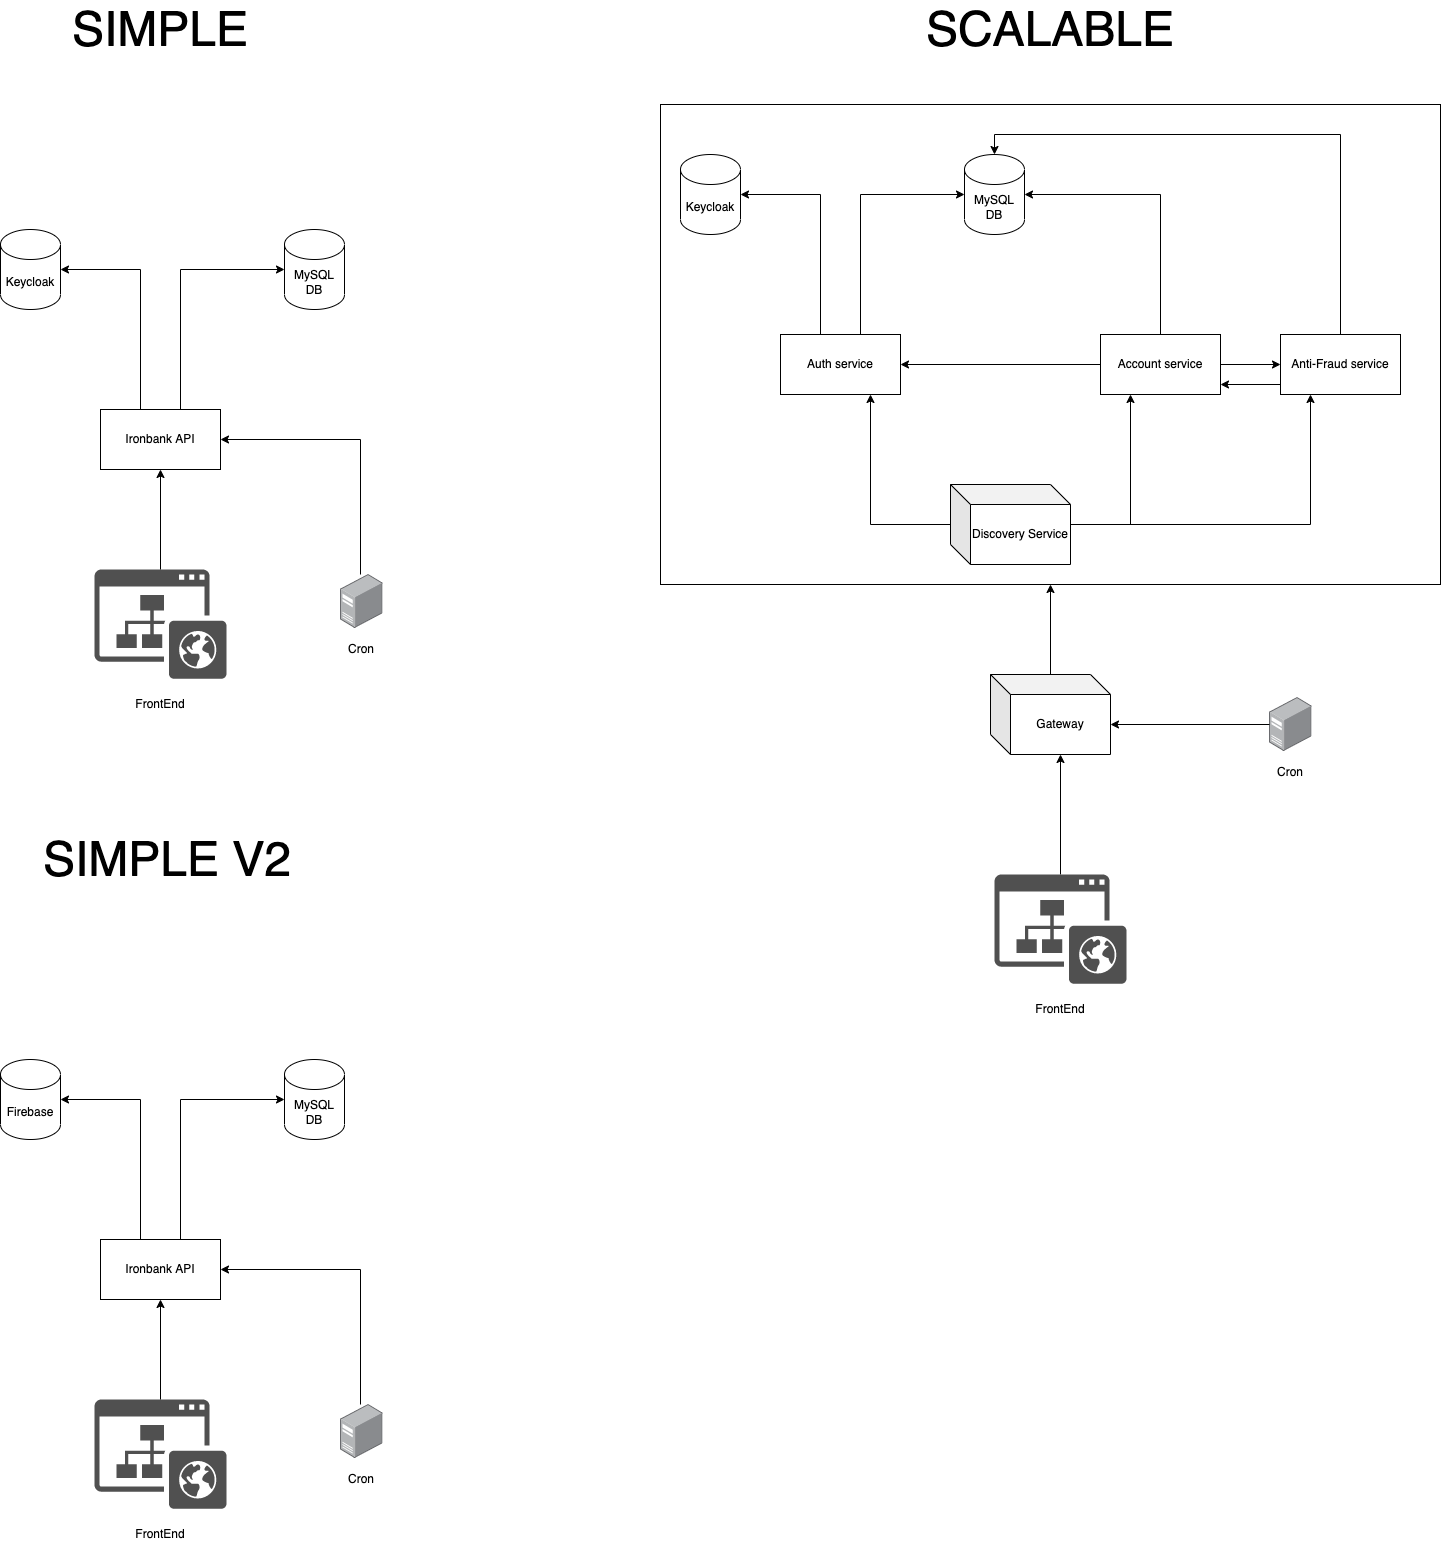 SIMPLE
Keycloak
MySQL
DB
Ironbank API
FrontEnd
Cron
SCALABLE
Keycloak
MySQL
DB
Auth service
Account service
Anti-Fraud service
Discovery Service
Gateway
Cron
FrontEnd
SIMPLE V2
Firebase
MySQL
DB
Ironbank API
Cron
FrontEnd